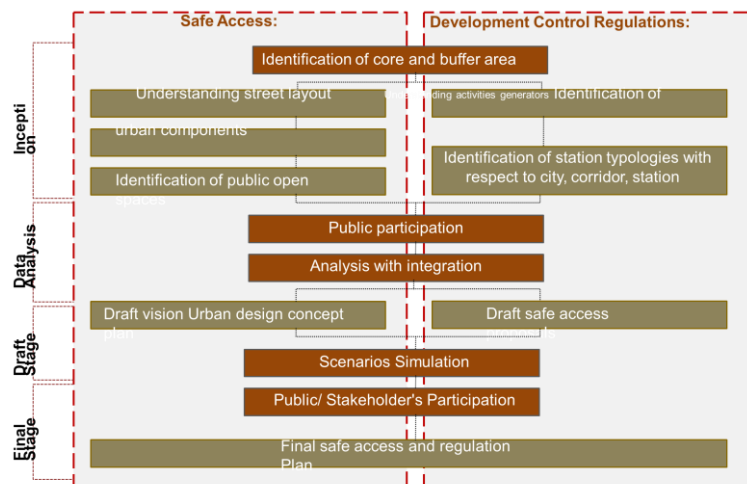 Safe Access:
Development Control Regulations:
Identification of core and buffer area
Understanding street layout
activities generators Identification of
urban components
Identification of public open
spaces
Identification of station typologies with
respect to city, corridor, station
Incepti
on
Public participation
Analysis with integration
Data
Analysis
Draft vision Urban design concept
plan
Draft safe access
proposals
Scenarios Simulation
Draft
Stage
Public/ Stakeholder's Participation
Final safe access and regulation
Plan
Final
Stage